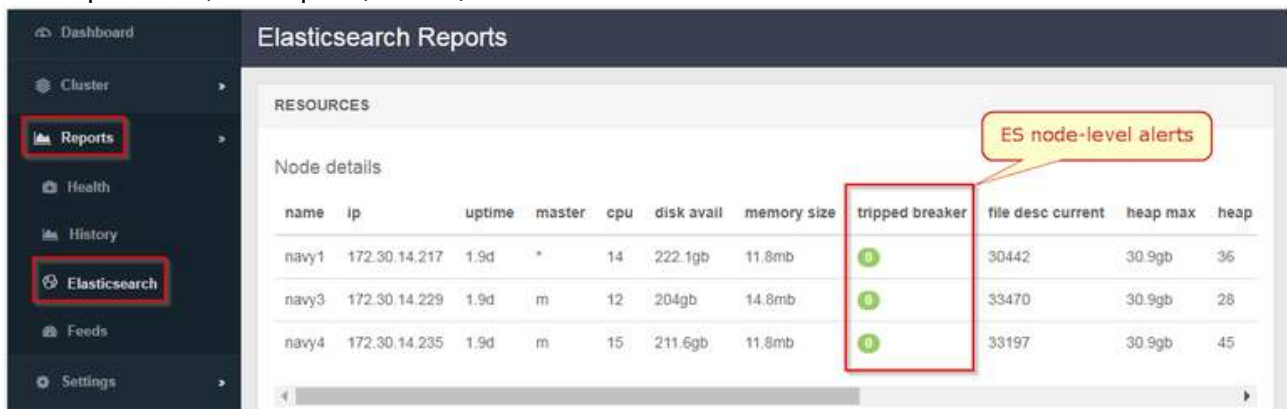 Dashboard
Elasticsearch Reports
Cluster
RESOURCES
Reports
ES node-level alerts
Node details
Health
name ip uptime master cpu disk avail memory size tripped breaker file desc current heap max heap
History
navy1 172.30.14.217 1.9d * 14 222.1gb 11.8mb 0 30442 30.9gb 36
Elasticsearch
navy3 172.30.14.229 1.9d m 12 204gb 14.8mb 0 33470 30.9gb 28
Feeds
navy4 172.30.14.235 1.9d m 15 211.6gb 11.8mb 0 33197 30.9gb 45
Settings